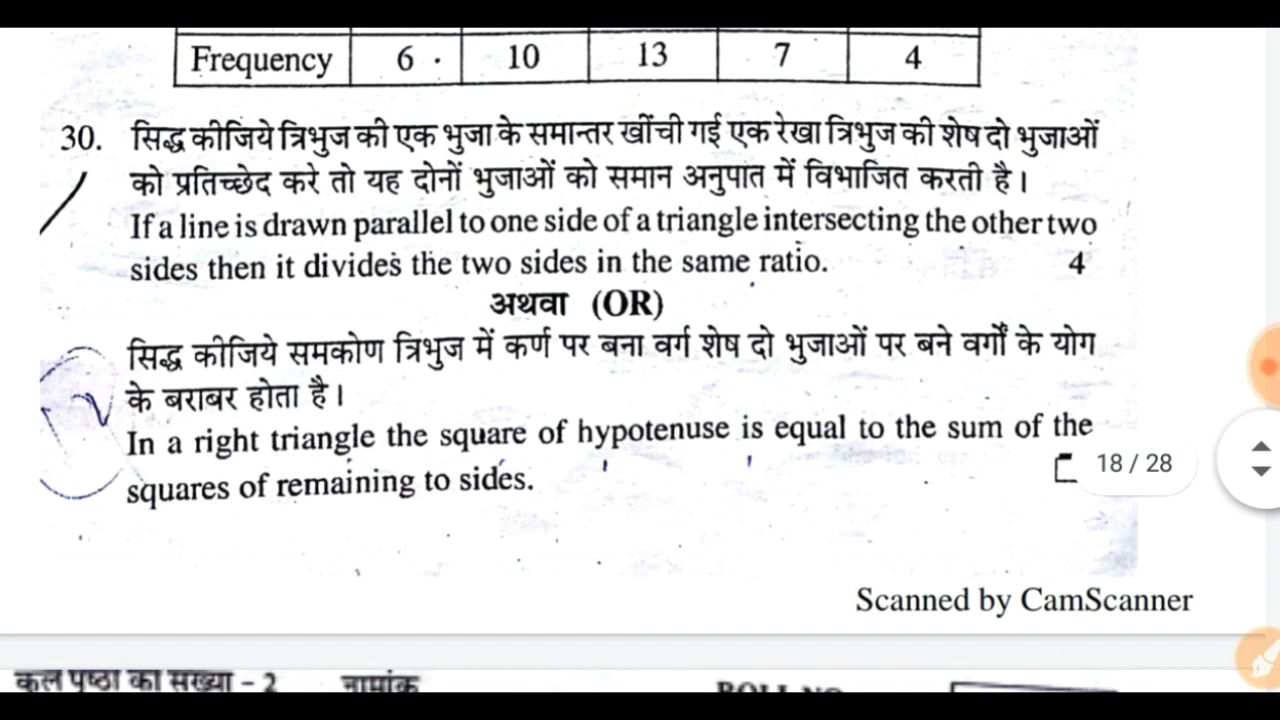 Frequency 6 10 13 7 4
30. सिद्ध कीजिये त्रिभुज की एक भुजा के समान्तर खींची गई एक रेखा त्रिभुज की शेष दो भुजाओं
को प्रतिच्छेद करे तो यह दोनों भुजाओं को समान अनुपात में विभाजित करती है।
If a line is drawn parallel to one side of a triangle intersecting the other two
sides then it divides the two sides in the same ratio. 4
अथवा (OR)
सिद्ध कीजिये समकोण त्रिभुज में कर्ण पर बना वर्ग शेष दो भुजाओं पर बने वर्गों के योग
के बराबर होता है।
In a right triangle the square of hypotenuse is equal to the sum of the
squares of remaining to sides.
18 / 28
Scanned by CamScanner
कुल पृष्ठों की संख्या - 2 नामांक
ROLL NO.